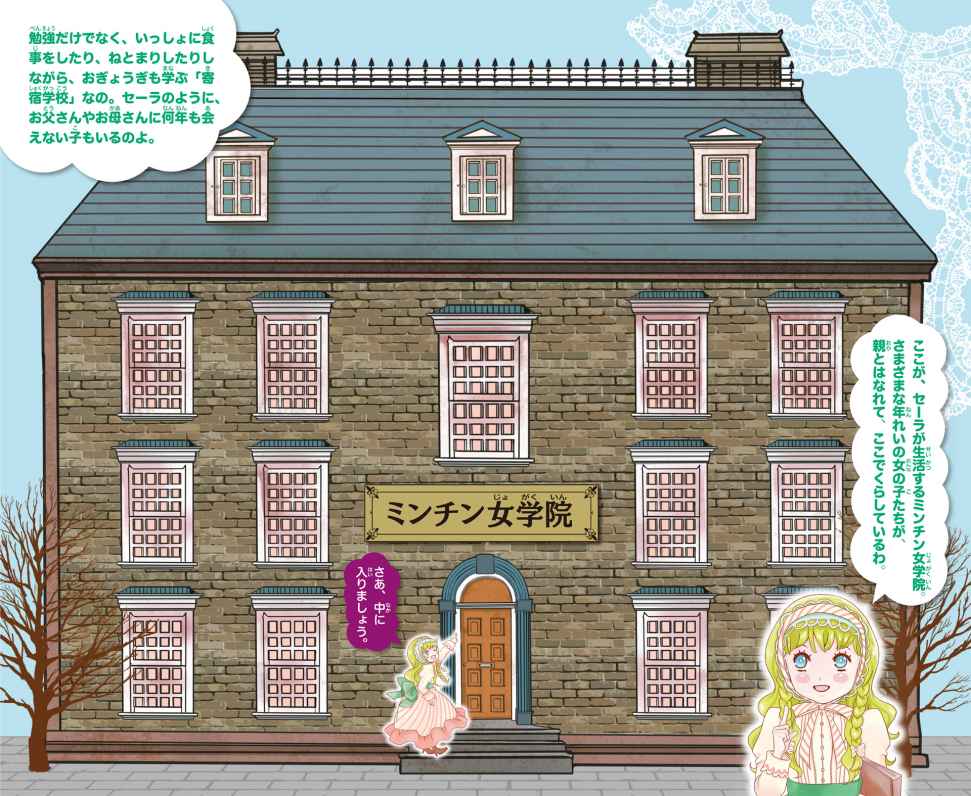 勉強だけでなく、いっしょに食
事をしたり、ねとまりしたりし
ながら、おぎょうぎも学ぶ「寄
宿学校」なの。セーラのように、
お父さんやお母さんに何年も会
えない子もいるのよ。
ここが、セーラが生活するミンチン女学院。
さまざまな年れいの女の子たちが、
親とはなれて、ここでくらしているわ。
ミンチン女学院
さあ、中に
入りましょう。